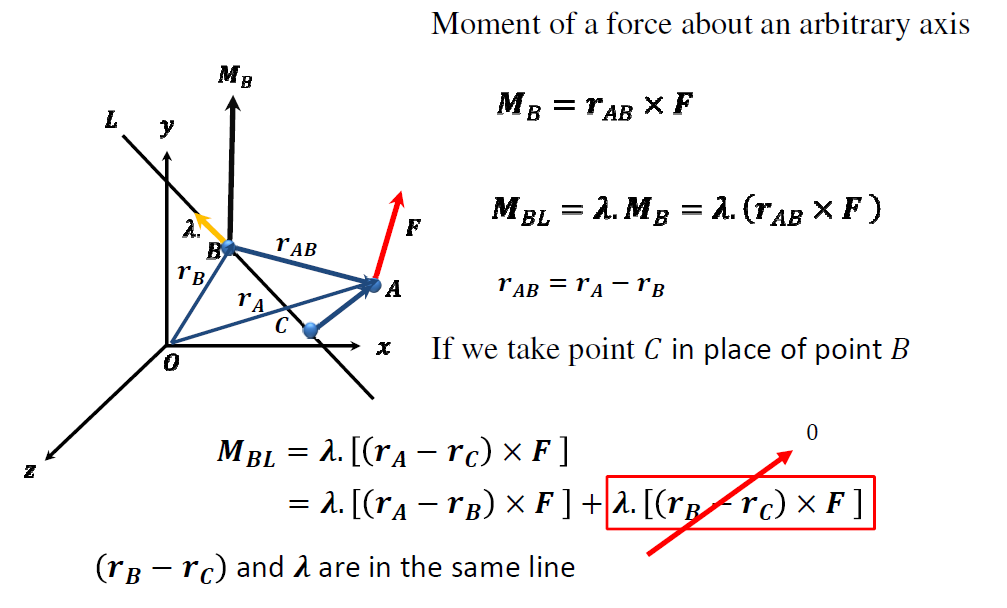 Moment of a force about an arbitrary axis
M_B
L
y
M_B = r_AB × F
λ.
B
r_AB
F
M_BL = λ. M_B = λ. (r_AB × F )
r_B
r_A
A
r_AB = r_A − r_B
C
x
O
If we take point C in place of point B
z
0
M_BL = λ. [(r_A − r_C) × F ]
= λ. [(r_A − r_B) × F ] + λ. [(r_B − r_C) × F ]
(r_B − r_C) and λ are in the same line